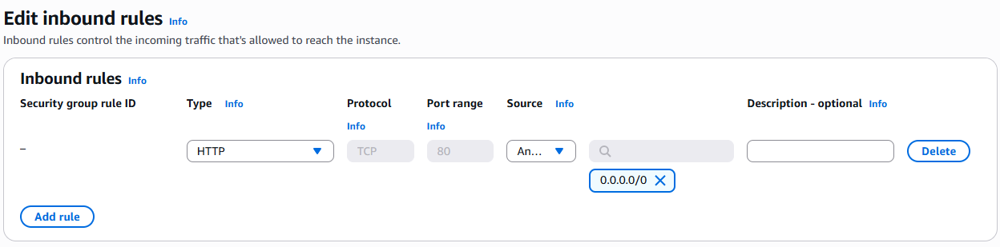 Edit inbound rules Info
Inbound rules control the incoming traffic that's allowed to reach the instance.
Inbound rules Info
Security group rule ID Type Info Protocol Port range Source Info Description - optional Info
Info Info
– HTTP TCP 80 An... Delete
0.0.0.0/0
Add rule